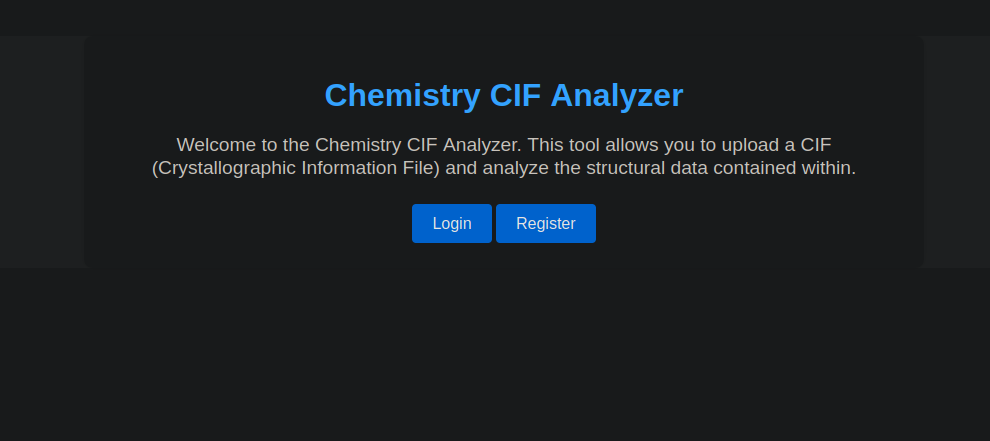 Chemistry CIF Analyzer
Welcome to the Chemistry CIF Analyzer. This tool allows you to upload a CIF
(Crystallographic Information File) and analyze the structural data contained within.
Login Register